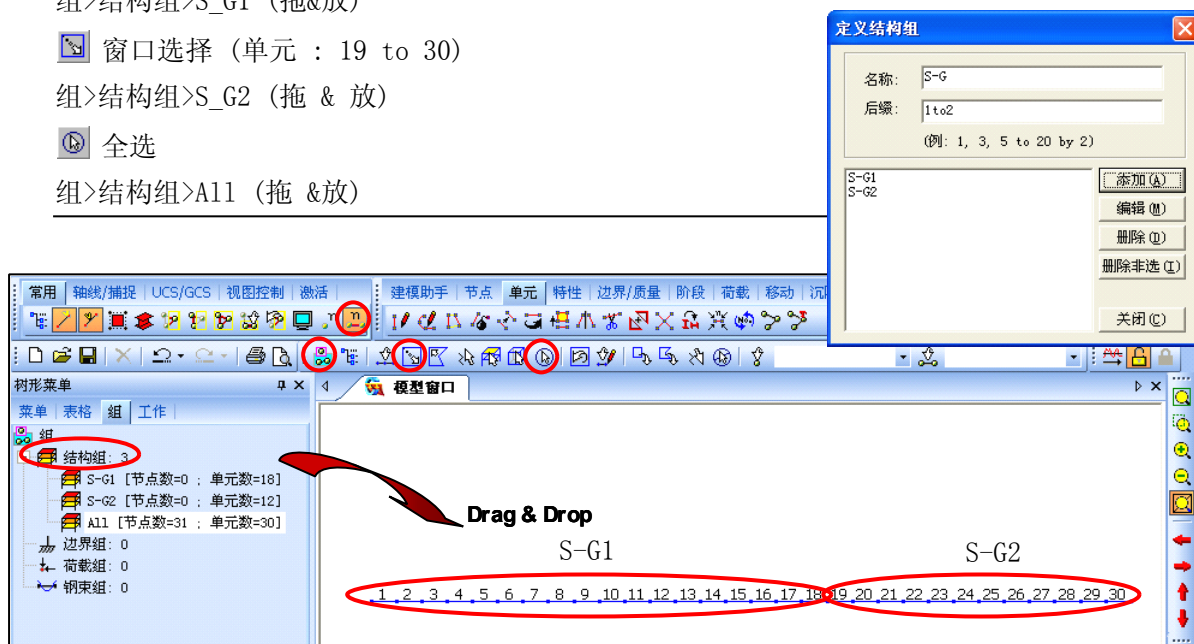 组>结构组>S_G1 (拖&放)
窗口选择 (单元 : 19 to 30)
组>结构组>S_G2 (拖 & 放)
全选
组>结构组>All (拖 &放)
定义结构组
名称: S-G
后缀: 1to2
(例: 1, 3, 5 to 20 by 2)
S-G1
S-G2
添加(A)
编辑(M)
删除(D)
删除非选(I)
关闭(C)
常用 轴线/捕捉 UCS/GCS 视图控制 激活
建模助手 节点 单元 特性 边界/质量 阶段 荷载 移动
树形菜单
模型窗口
菜单 表格 组 工作
组
结构组: 3
S-G1 [节点数=0 ; 单元数=18]
S-G2 [节点数=0 ; 单元数=12]
All [节点数=31 ; 单元数=30]
边界组: 0
荷载组: 0
钢束组: 0
Drag & Drop
S-G1 S-G2
1 2 3 4 5 6 7 8 9 10 11 12 13 14 15 16 17 18 19 20 21 22 23 24 25 26 27 28 29 30